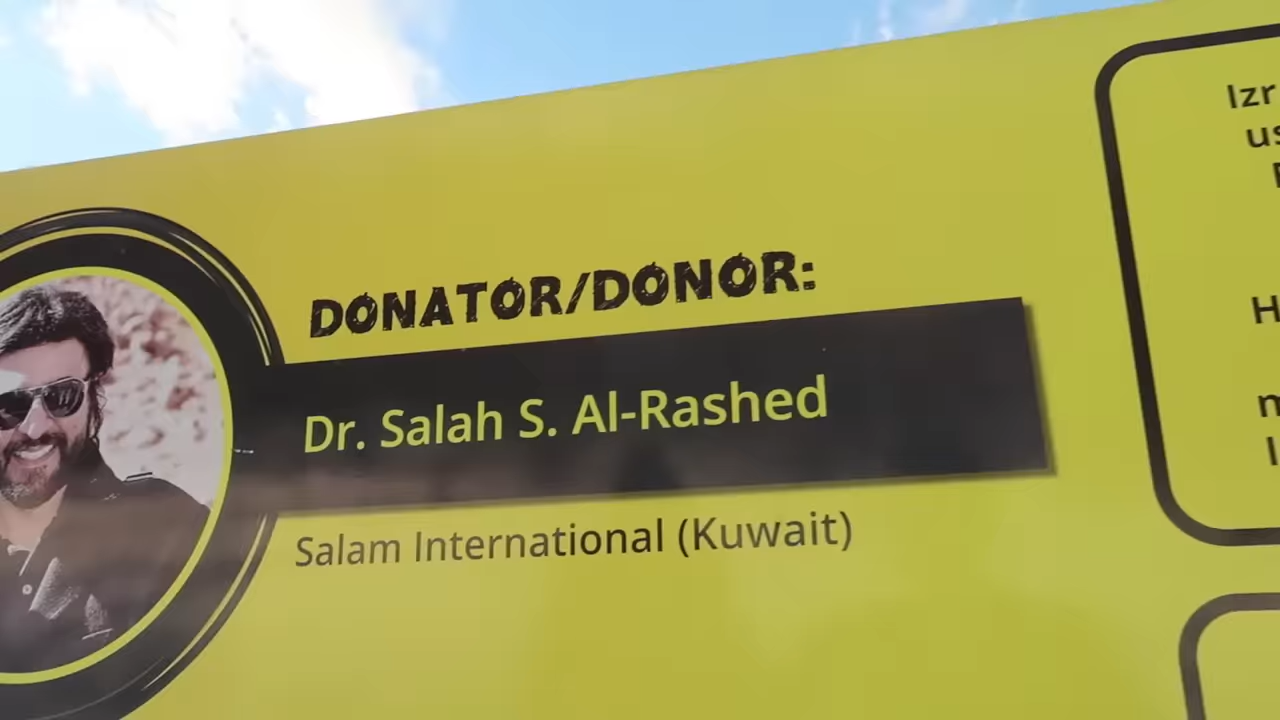 DONATOR/DONOR:
Dr. Salah S. Al-Rashed
Salam International (Kuwait)